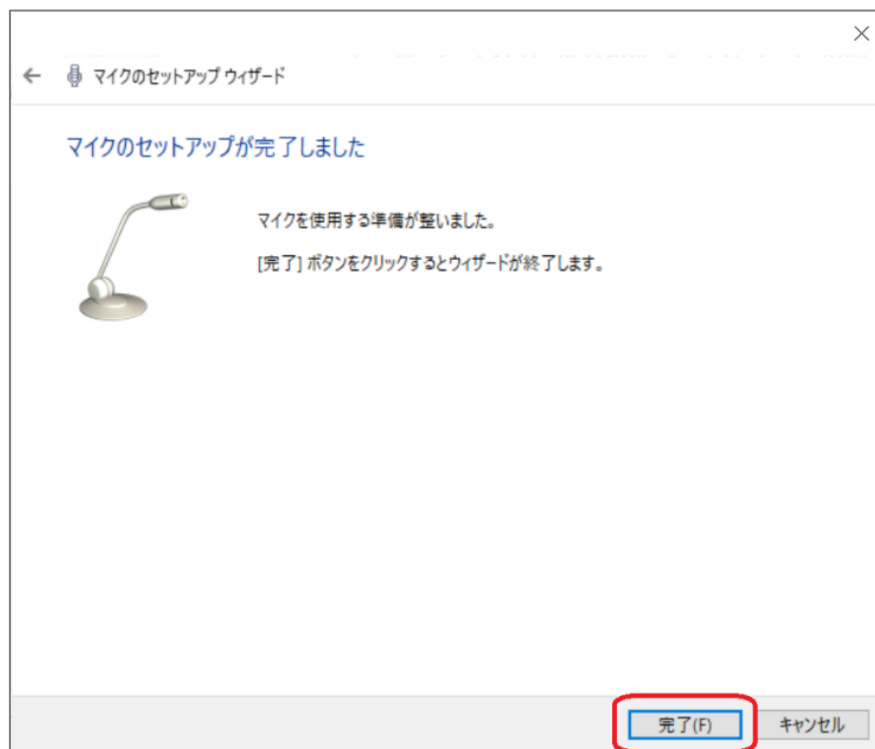 マイクのセットアップ ウィザード
マイクのセットアップが完了しました
マイクを使用する準備が整いました。
[完了] ボタンをクリックするとウィザードが終了します。
完了(F)
キャンセル